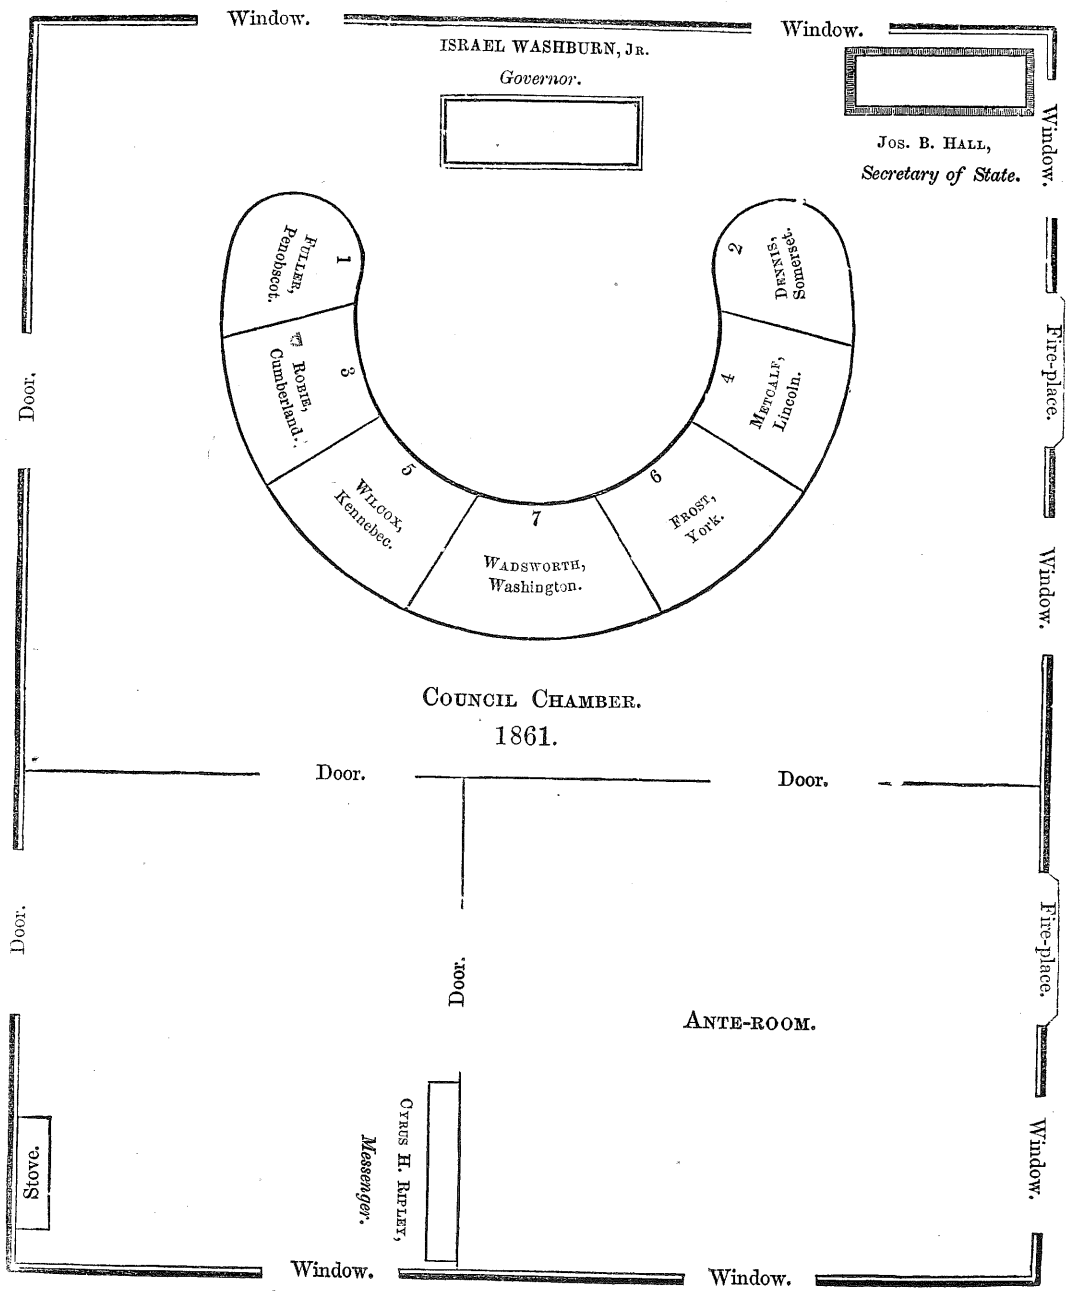 Window.
Window.
ISRAEL WASHBURN, JR.
Governor.
JOS. B. HALL,
Secretary of State.
Window.
1
FULLER,
Penobscot.
2
DENNIS,
Somerset.
3
ROBIE,
Cumberland.
4
METCALF,
Lincoln.
5
WILCOX,
Kennebec.
6
FROST,
York.
7
WADSWORTH,
Washington.
Door.
Fire-place.
Window.
COUNCIL CHAMBER.
1861.
Door.
Door.
Door.
Door.
Fire-place.
ANTE-ROOM.
Stove.
CYRUS H. RIPLEY,
Messenger.
Window.
Window.
Window.